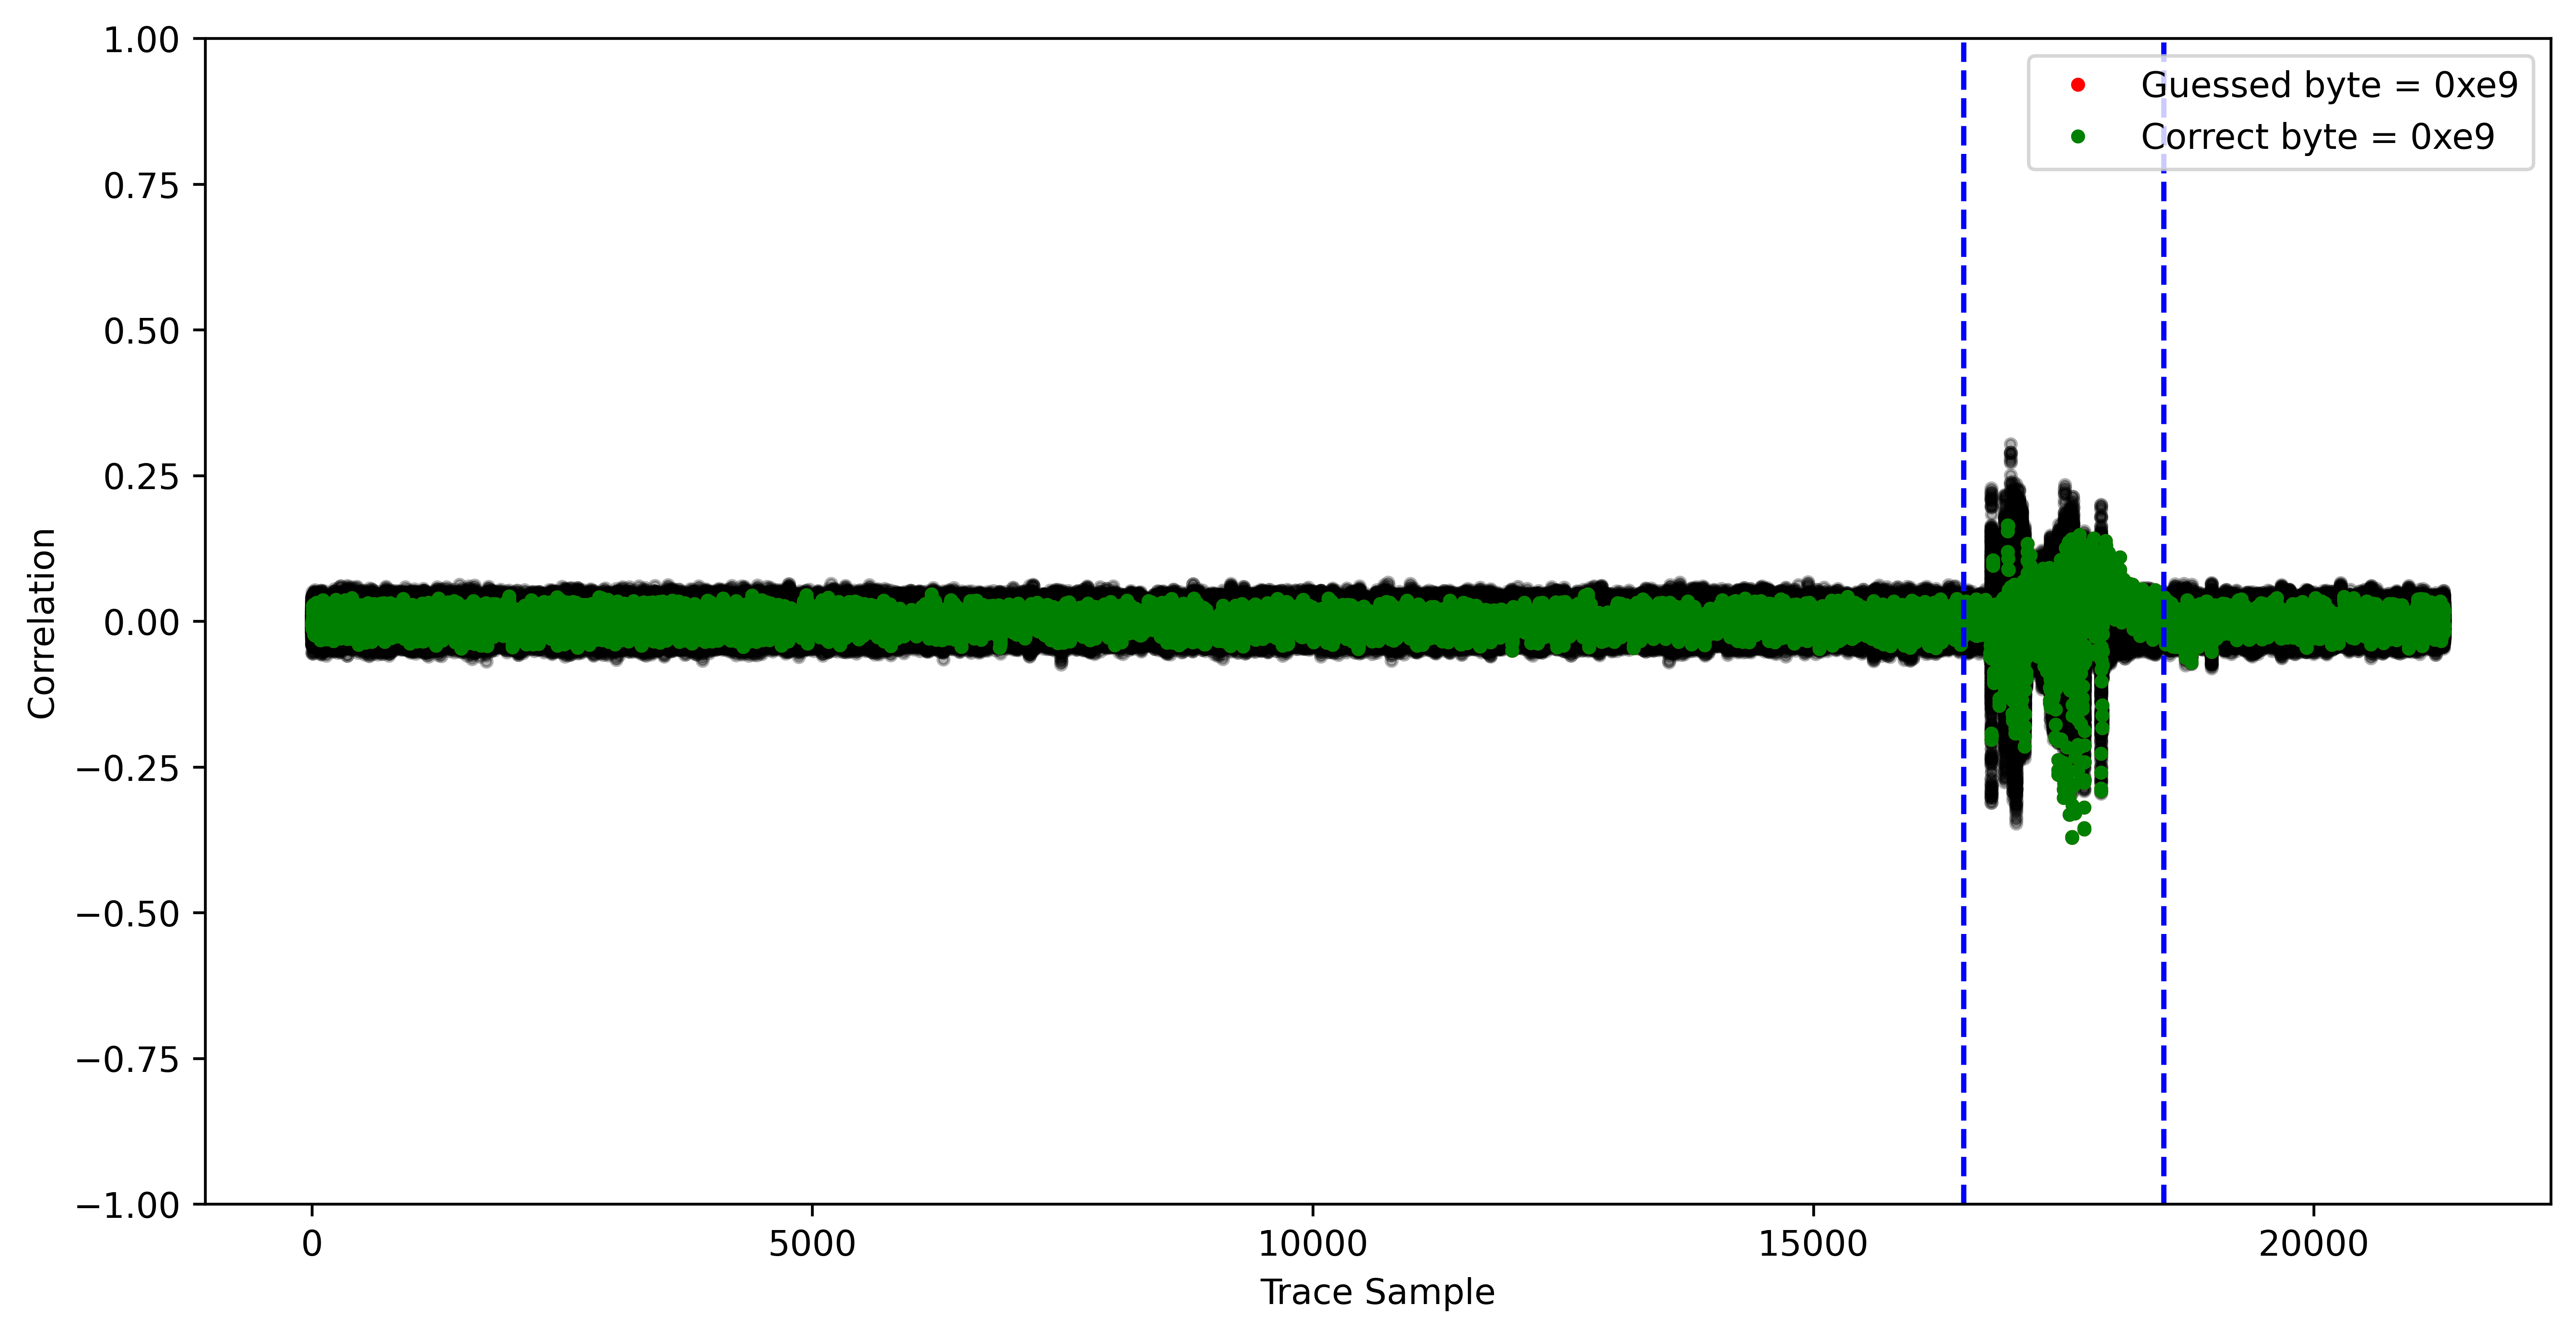 1.00
0.75
0.50
0.25
0.00
−0.25
−0.50
−0.75
−1.00
Correlation
Guessed byte = 0xe9
Correct byte = 0xe9
0 5000 10000 15000 20000
Trace Sample